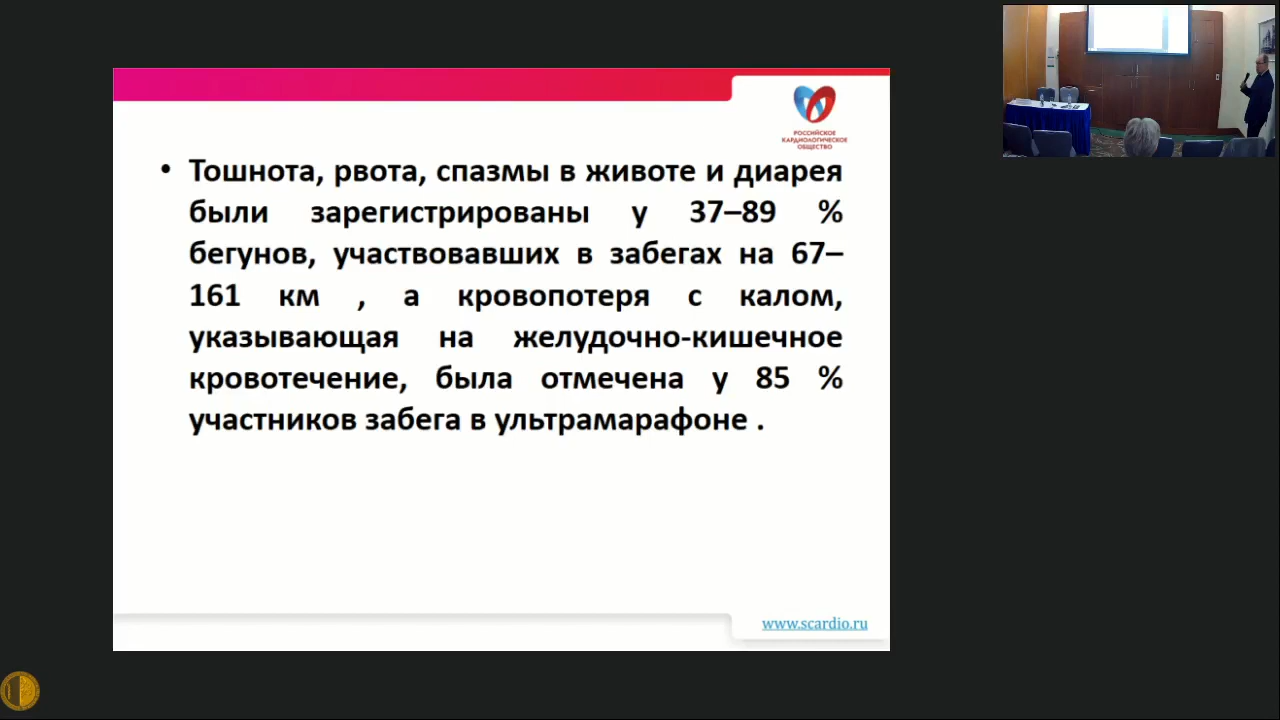 РОССИЙСКОЕ
КАРДИОЛОГИЧЕСКОЕ
ОБЩЕСТВО
• Тошнота, рвота, спазмы в животе и диарея
были зарегистрированы у 37–89 %
бегунов, участвовавших в забегах на 67–
161 км , а кровопотеря с калом,
указывающая на желудочно-кишечное
кровотечение, была отмечена у 85 %
участников забега в ультрамарафоне .
www.scardio.ru